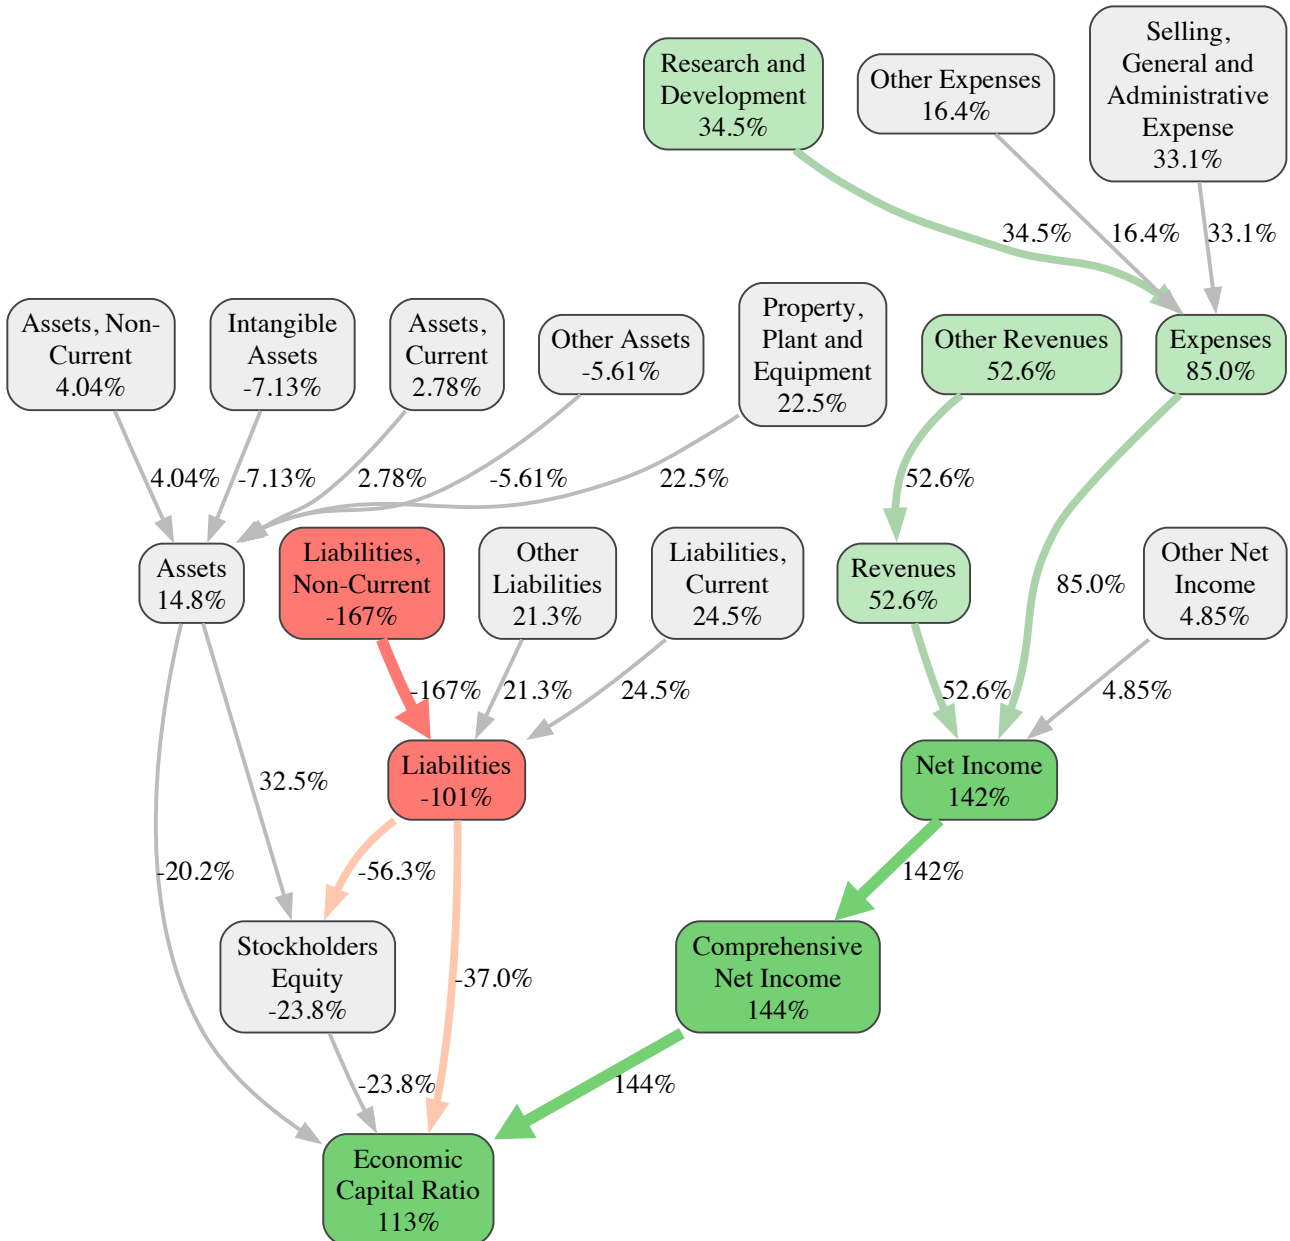 Selling,
General and
Administrative
Expense
33.1%
Research and
Development
34.5%
Other Expenses
16.4%
34.5%
16.4%
33.1%
Assets, Non-
Current
4.04%
Intangible
Assets
-7.13%
Assets,
Current
2.78%
Other Assets
-5.61%
Property,
Plant and
Equipment
22.5%
Other Revenues
52.6%
Expenses
85.0%
4.04%
-7.13%
2.78%
-5.61%
22.5%
52.6%
Assets
14.8%
Liabilities,
Non-Current
-167%
Other
Liabilities
21.3%
Liabilities,
Current
24.5%
Revenues
52.6%
85.0%
Other Net
Income
4.85%
-167%
21.3%
24.5%
52.6%
4.85%
32.5%
Liabilities
-101%
Net Income
142%
-20.2%
-56.3%
142%
Stockholders
Equity
-23.8%
-37.0%
Comprehensive
Net Income
144%
-23.8%
144%
Economic
Capital Ratio
113%